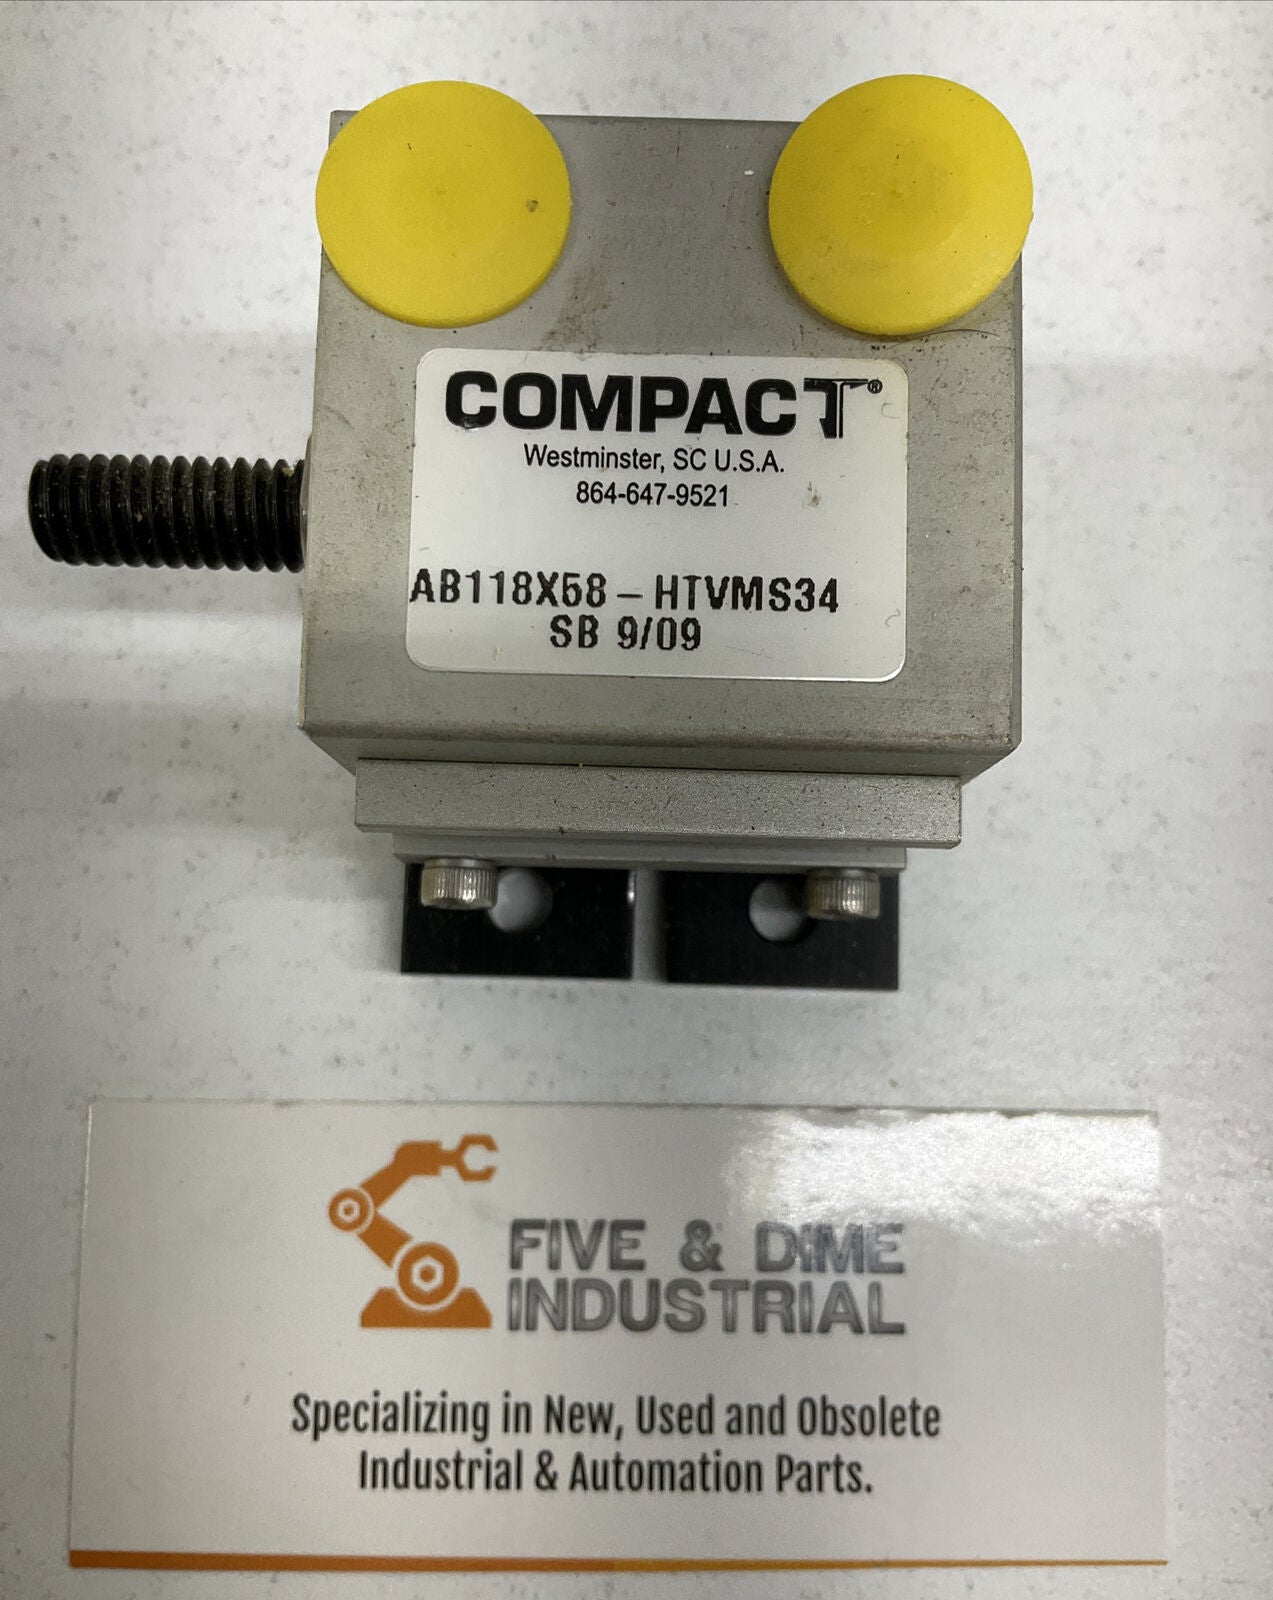 COMPACT®
Westminster, SC U.S.A.
864-647-9521
AB118X58-HTVMS34
SB 9/09
FIVE & DIME
INDUSTRIAL
Specializing in New, Used and Obsolete
Industrial & Automation Parts.